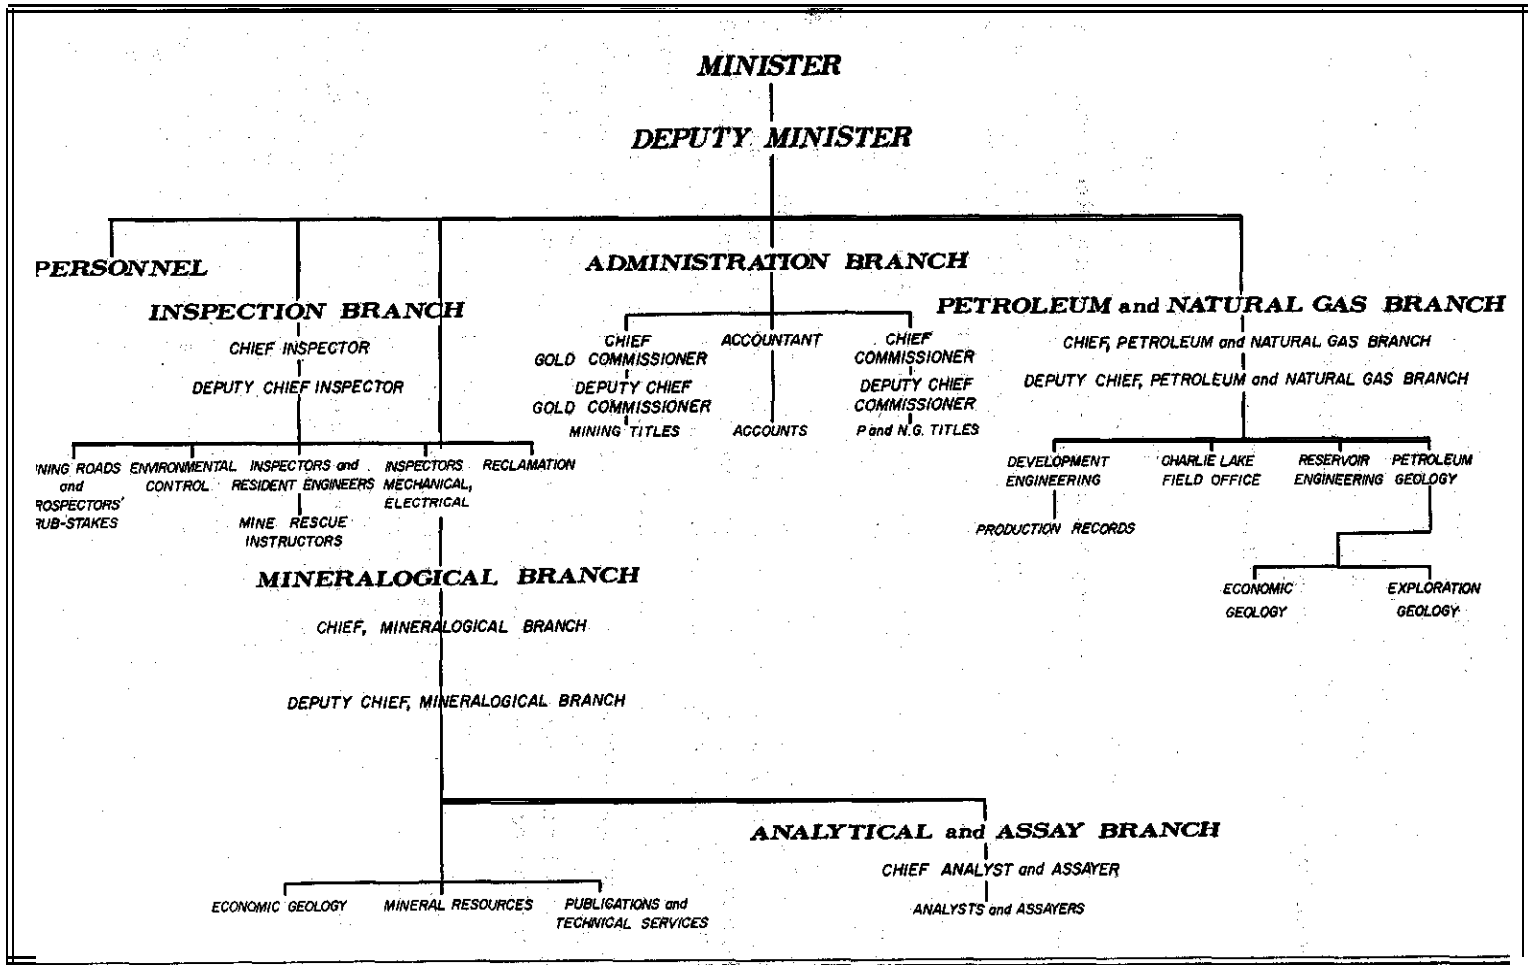 MINISTER
DEPUTY MINISTER
PERSONNEL
ADMINISTRATION BRANCH
INSPECTION BRANCH
CHIEF INSPECTOR
DEPUTY CHIEF INSPECTOR
CHIEF
GOLD COMMISSIONER
DEPUTY CHIEF
GOLD COMMISSIONER
MINING TITLES
ACCOUNTANT
ACCOUNTS
CHIEF
COMMISSIONER
DEPUTY CHIEF
COMMISSIONER
P and N.G. TITLES
PETROLEUM and NATURAL GAS BRANCH
CHIEF, PETROLEUM and NATURAL GAS BRANCH
DEPUTY CHIEF, PETROLEUM and NATURAL GAS BRANCH
NING ROADS
and
ROSPECTORS'
RUB-STAKES
ENVIRONMENTAL
CONTROL
INSPECTORS and
RESIDENT ENGINEERS
MINE RESCUE
INSTRUCTORS
INSPECTORS
MECHANICAL,
ELECTRICAL
RECLAMATION
DEVELOPMENT
ENGINEERING
PRODUCTION RECORDS
CHARLIE LAKE
FIELD OFFICE
RESERVOIR
ENGINEERING
PETROLEUM
GEOLOGY
ECONOMIC
GEOLOGY
EXPLORATION
GEOLOGY
MINERALOGICAL BRANCH
CHIEF, MINERALOGICAL BRANCH
DEPUTY CHIEF, MINERALOGICAL BRANCH
ANALYTICAL and ASSAY BRANCH
CHIEF ANALYST and ASSAYER
ANALYSTS and ASSAYERS
ECONOMIC GEOLOGY
MINERAL RESOURCES
PUBLICATIONS and
TECHNICAL SERVICES